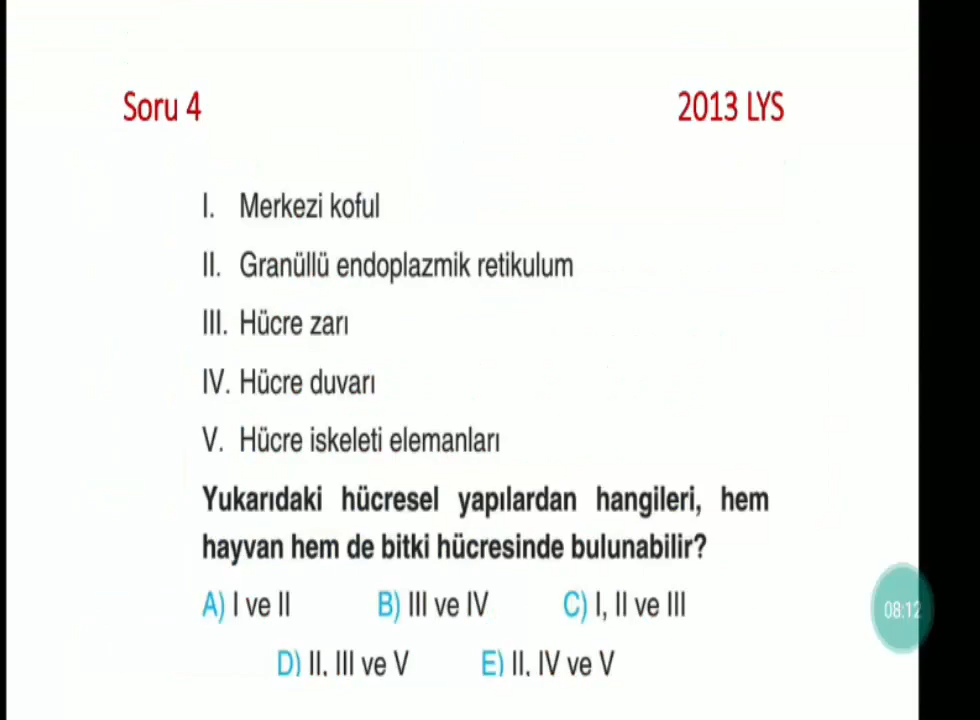 Soru 4 2013 LYS
I. Merkezi koful
II. Granüllü endoplazmik retikulum
III. Hücre zarı
IV. Hücre duvarı
V. Hücre iskeleti elemanları
Yukarıdaki hücresel yapılardan hangileri, hem
hayvan hem de bitki hücresinde bulunabilir?
A) I ve II B) III ve IV C) I, II ve III
08:12
D) II, III ve V E) II, IV ve V